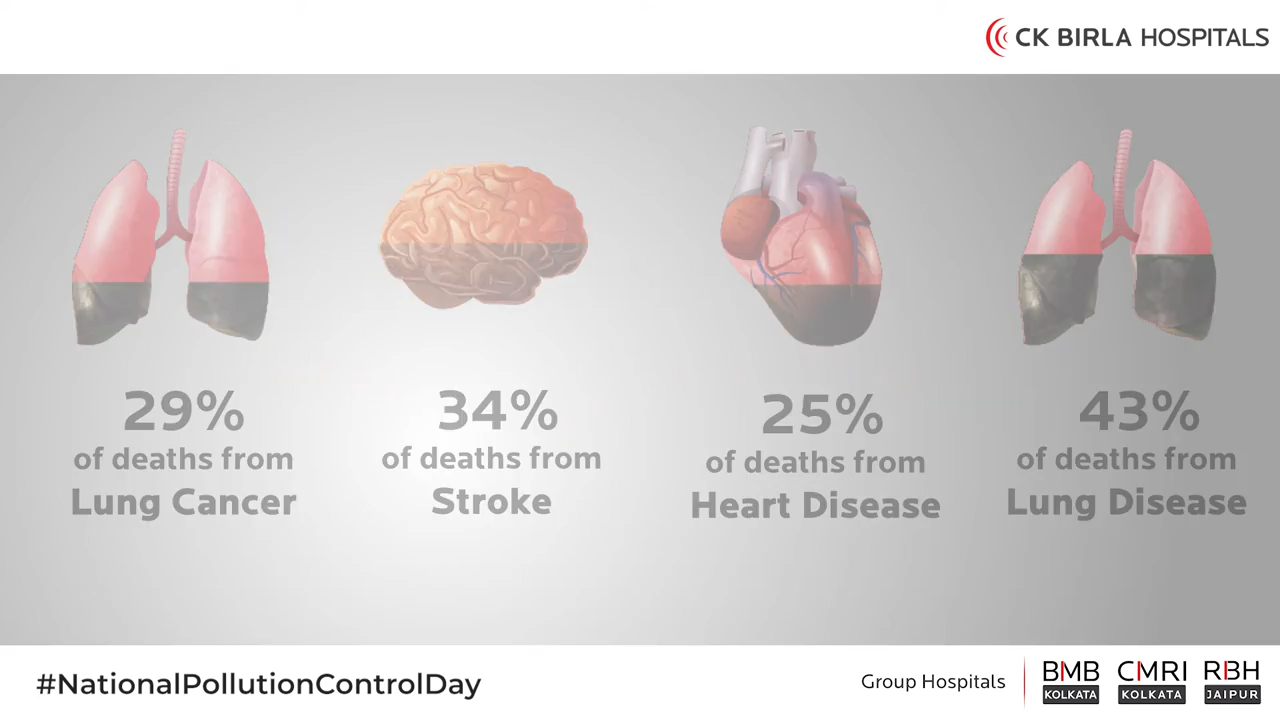 CK BIRLA HOSPITALS
29%
of deaths from
Lung Cancer
34%
of deaths from
Stroke
25%
of deaths from
Heart Disease
43%
of deaths from
Lung Disease
#NationalPollutionControlDay
Group Hospitals
BMB
KOLKATA
CMRI
KOLKATA
RBH
JAIPUR